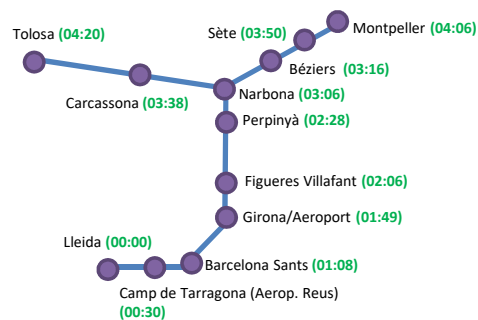 Tolosa (04:20)
Sète (03:50)
Montpeller (04:06)
Béziers (03:16)
Carcassona (03:38)
Narbona (03:06)
Perpinyà (02:28)
Figueres Villafant (02:06)
Girona/Aeroport (01:49)
Lleida (00:00)
Barcelona Sants (01:08)
Camp de Tarragona (Aerop. Reus)
(00:30)